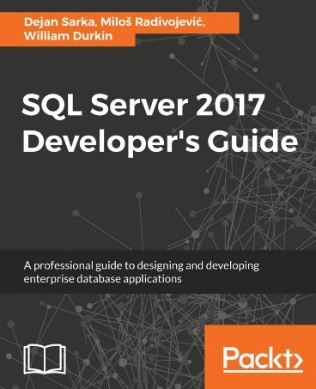 Dejan Sarka, Miloš Radivojević,
William Durkin
SQL Server 2017
Developer's Guide
A professional guide to designing and developing
enterprise database applications
Packt>